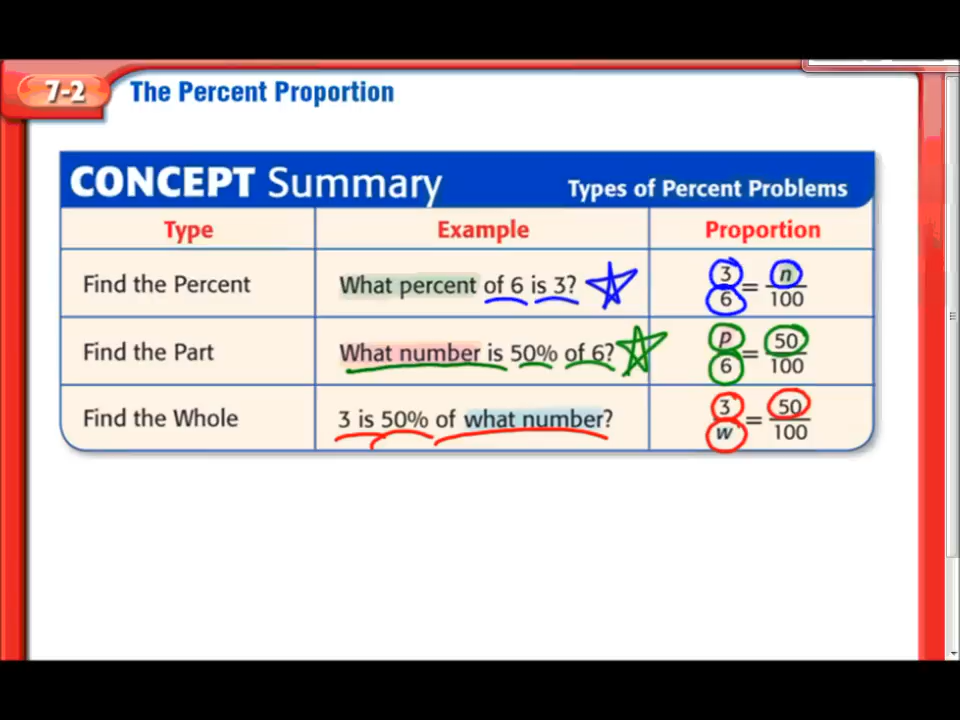 7-2 The Percent Proportion
CONCEPT Summary Types of Percent Problems
Type Example Proportion
Find the Percent What percent of 6 is 3? 3/6 = n/100
Find the Part What number is 50% of 6? p/6 = 50/100
Find the Whole 3 is 50% of what number? 3/w = 50/100